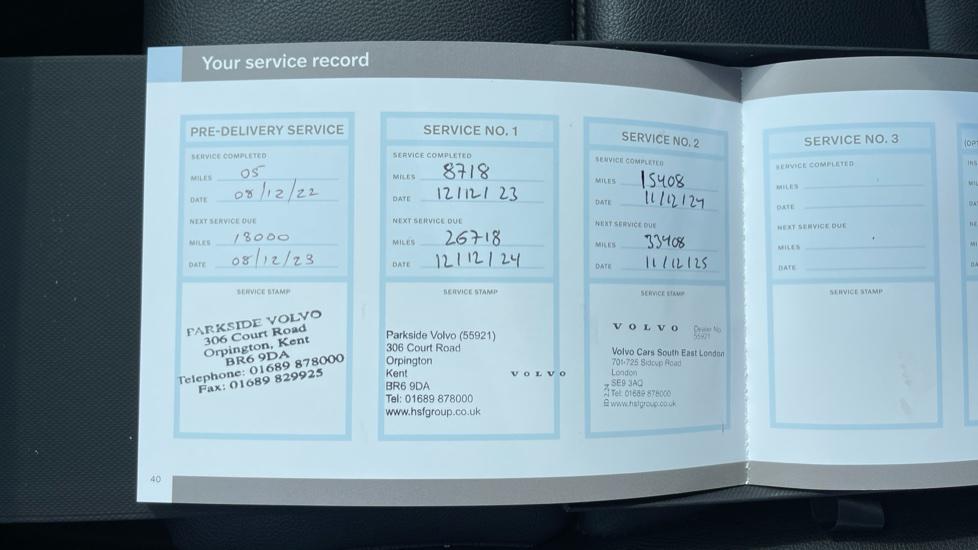 Your service record
PRE-DELIVERY SERVICE
SERVICE COMPLETED
MILES 05
DATE 08/12/22
NEXT SERVICE DUE
MILES 18000
DATE 08/12/23
SERVICE STAMP
PARKSIDE VOLVO
306 Court Road
Orpington, Kent
BR6 9DA
Telephone: 01689 878000
Fax: 01689 829925
SERVICE NO. 1
SERVICE COMPLETED
MILES 8718
DATE 12/12/23
NEXT SERVICE DUE
MILES 26718
DATE 12/12/24
SERVICE STAMP
Parkside Volvo (55921)
306 Court Road
Orpington
Kent VOLVO
BR6 9DA
Tel: 01689 878000
www.hsfgroup.co.uk
SERVICE NO. 2
SERVICE COMPLETED
MILES 15408
DATE 11/12/24
NEXT SERVICE DUE
MILES 33408
DATE 11/12/25
SERVICE STAMP
VOLVO Dealer No.
55921
Volvo Cars South East London
701-725 Sidcup Road
London
SE9 3AQ
Tel: 01689 878000
www.hsfgroup.co.uk
SERVICE NO. 3
SERVICE COMPLETED
MILES
DATE
NEXT SERVICE DUE
MILES
DATE
SERVICE STAMP
40